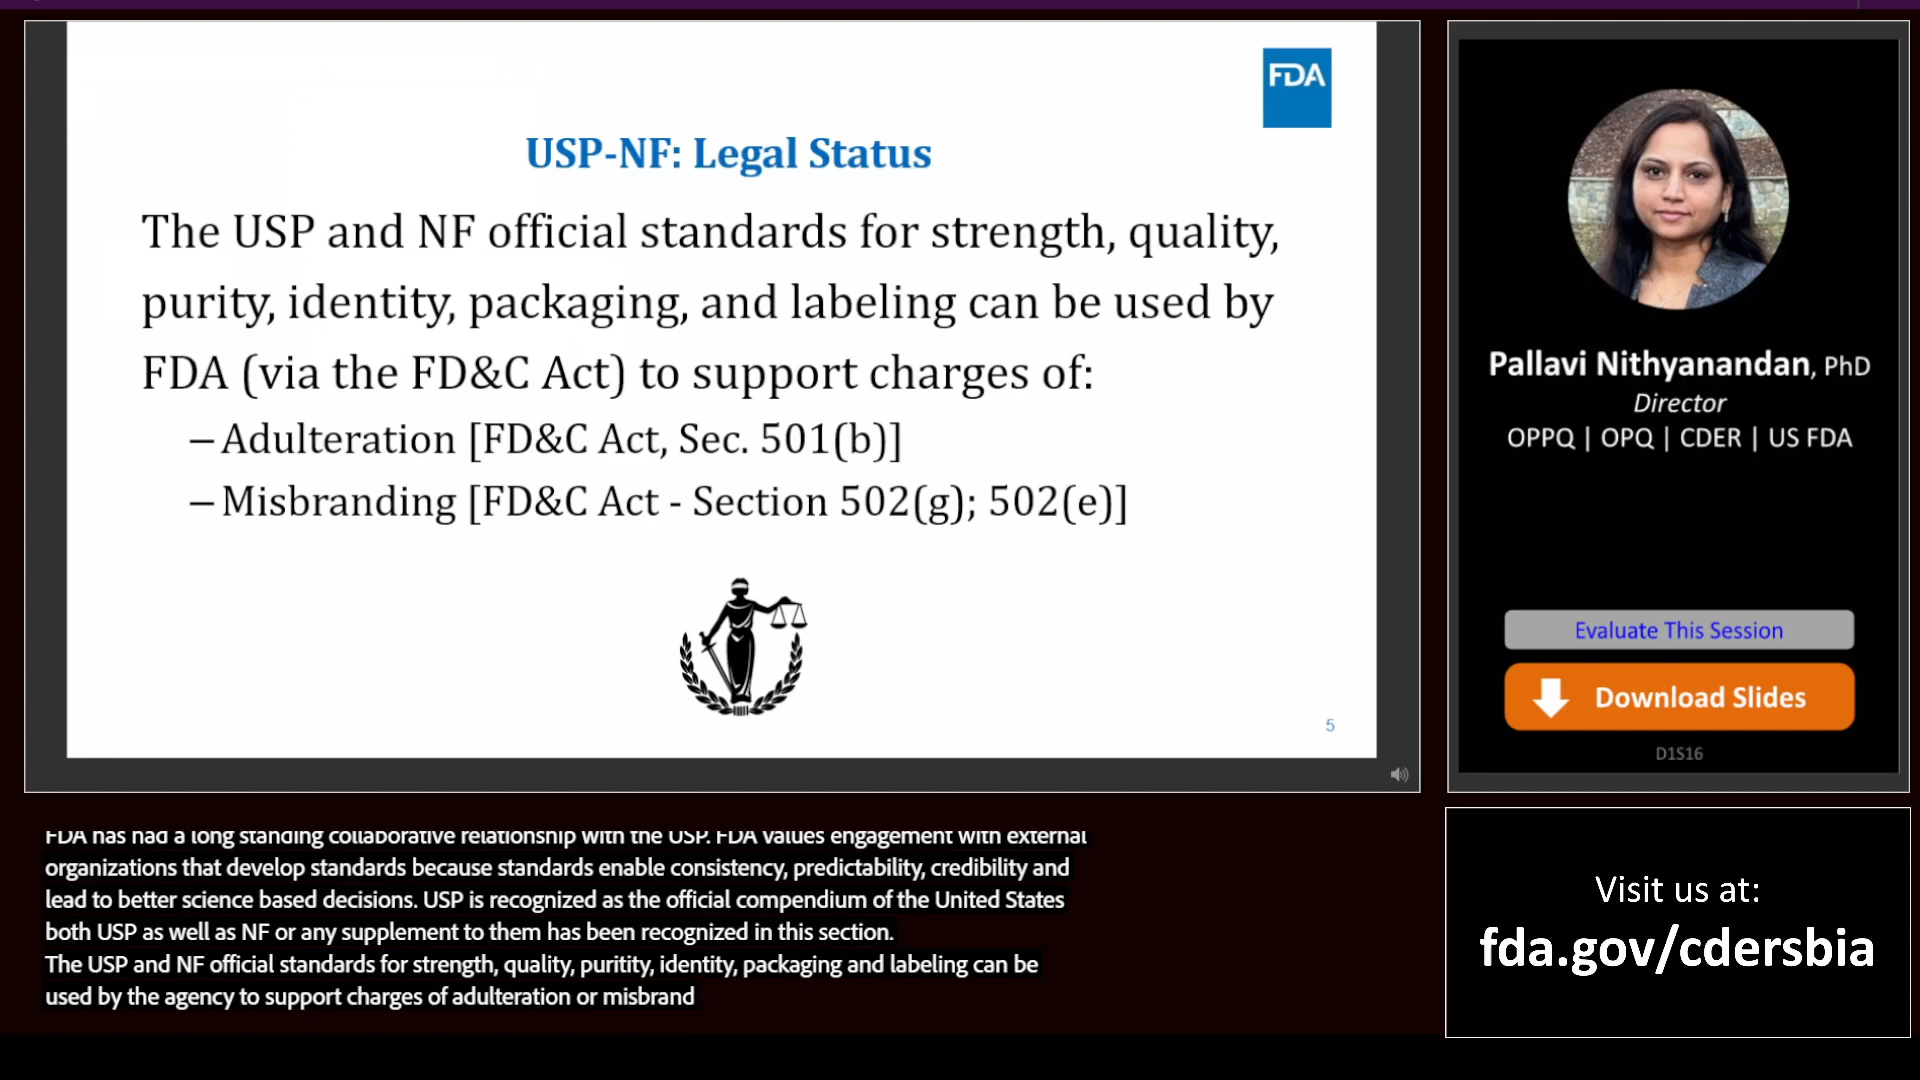 FDA
USP-NF: Legal Status
The USP and NF official standards for strength, quality,
purity, identity, packaging, and labeling can be used by
FDA (via the FD&C Act) to support charges of:
– Adulteration [FD&C Act, Sec. 501(b)]
– Misbranding [FD&C Act - Section 502(g); 502(e)]
5
Pallavi Nithyanandan, PhD
Director
OPPQ | OPQ | CDER | US FDA
Evaluate This Session
Download Slides
D1S16
FDA has had a long standing collaborative relationship with the USP. FDA values engagement with external
organizations that develop standards because standards enable consistency, predictability, credibility and
lead to better science based decisions. USP is recognized as the official compendium of the United States
both USP as well as NF or any supplement to them has been recognized in this section.
The USP and NF official standards for strength, quality, puritity, identity, packaging and labeling can be
used by the agency to support charges of adulteration or misbrand
Visit us at:
fda.gov/cdersbia